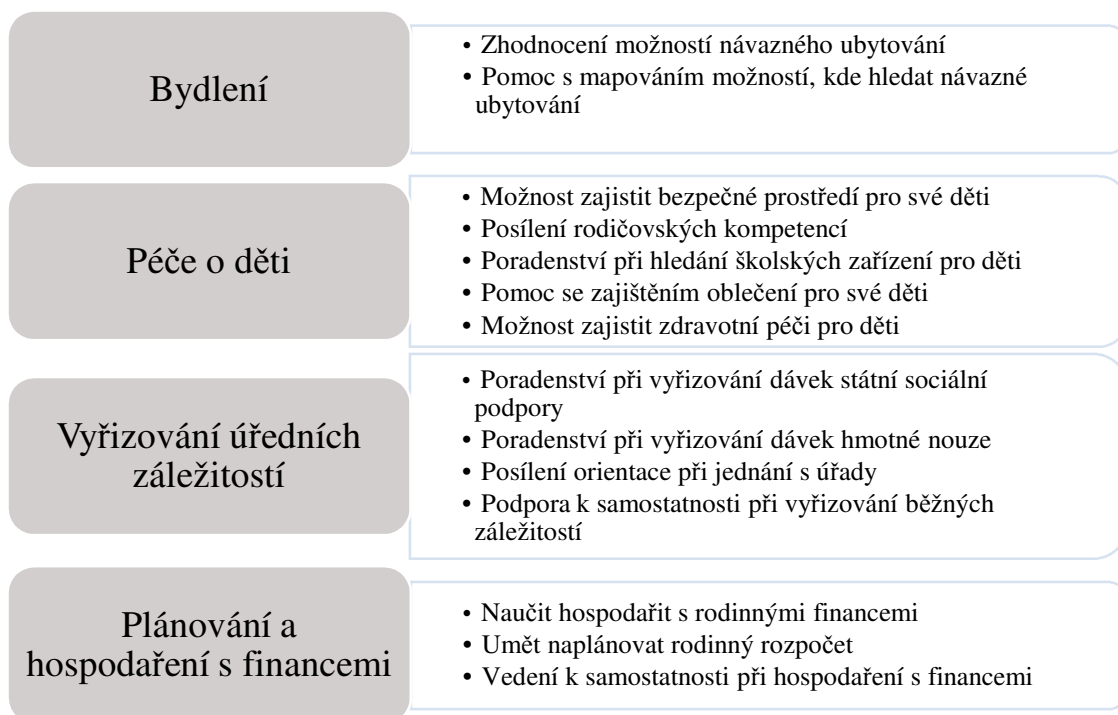 Bydlení
• Zhodnocení možností návazného ubytování
• Pomoc s mapováním možností, kde hledat návazné
ubytování
Péče o děti
• Možnost zajistit bezpečné prostředí pro své děti
• Posílení rodičovských kompetencí
• Poradenství při hledání školských zařízení pro děti
• Pomoc se zajištěním oblečení pro své děti
• Možnost zajistit zdravotní péči pro děti
Vyřizování úředních
záležitostí
• Poradenství při vyřizování dávek státní sociální
podpory
• Poradenství při vyřizování dávek hmotné nouze
• Posílení orientace při jednání s úřady
• Podpora k samostatnosti při vyřizování běžných
záležitostí
Plánování a
hospodaření s financemi
• Naučit hospodařit s rodinnými financemi
• Umět naplánovat rodinný rozpočet
• Vedení k samostatnosti při hospodaření s financemi